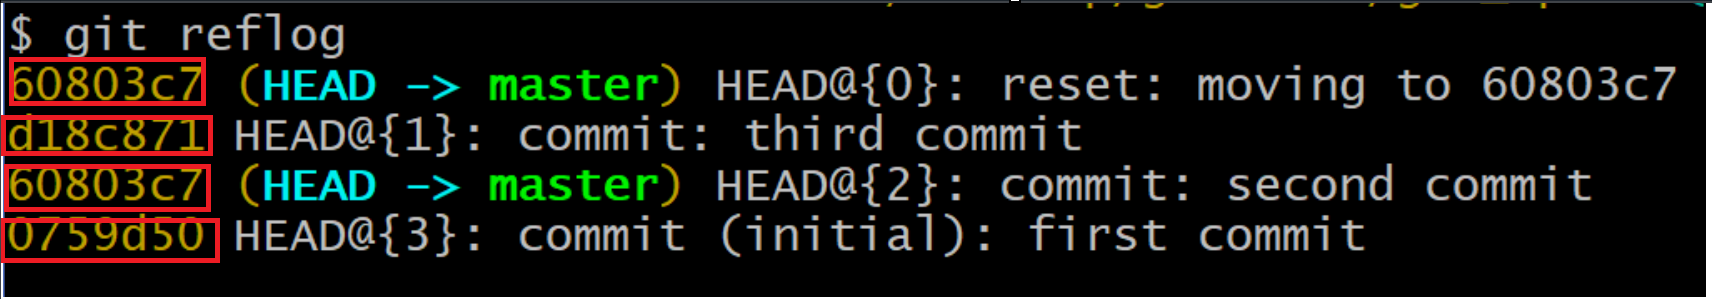 $ git reflog
60803c7 (HEAD -> master) HEAD@{0}: reset: moving to 60803c7
d18c871 HEAD@{1}: commit: third commit
60803c7 (HEAD -> master) HEAD@{2}: commit: second commit
0759d50 HEAD@{3}: commit (initial): first commit